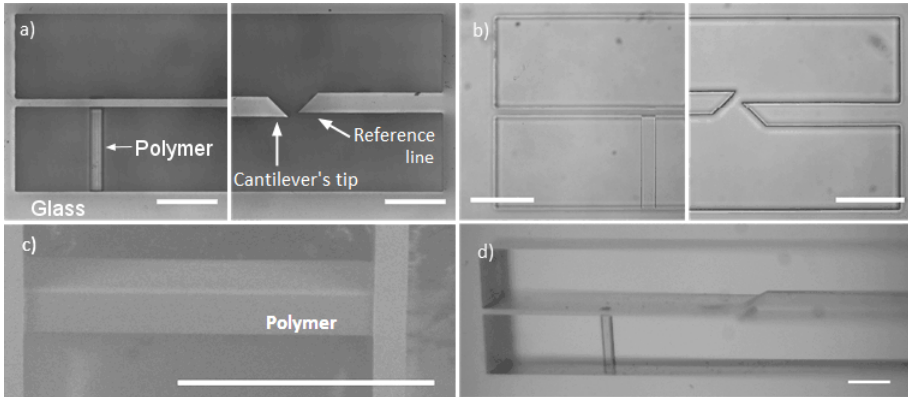 a)
Polymer
Reference
line
Cantilever's tip
Glass
b)
c)
Polymer
d)